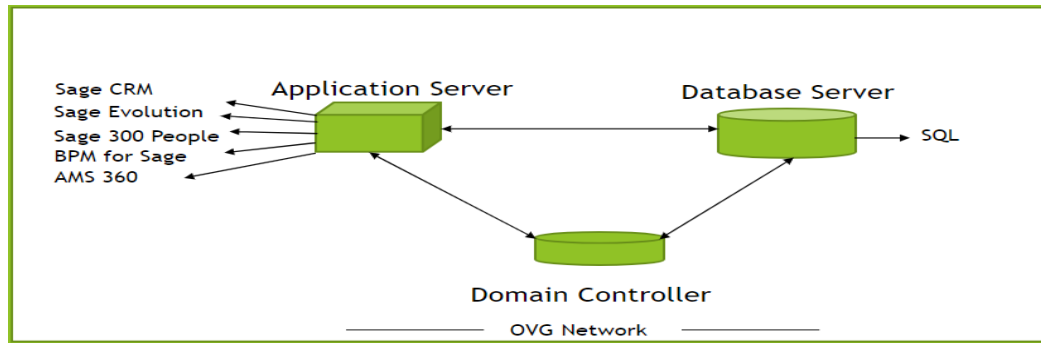 Application Server
Database Server
Sage CRM
Sage Evolution
Sage 300 People
BPM for Sage
AMS 360
SQL
Domain Controller
OVG Network